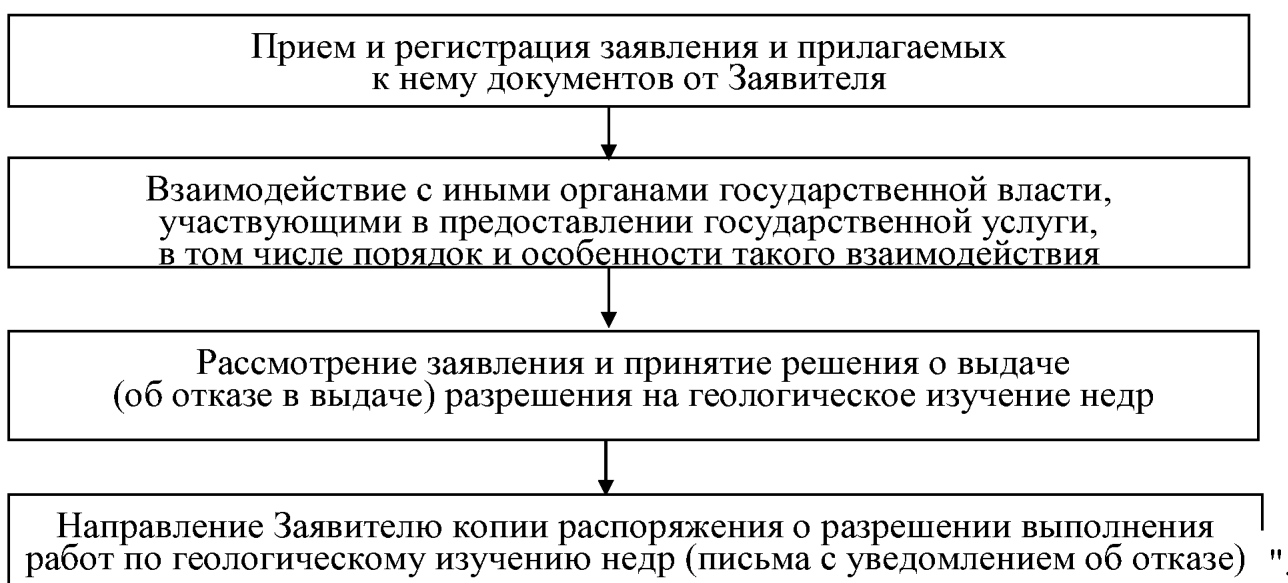 Прием и регистрация заявления и прилагаемых
к нему документов от Заявителя
Взаимодействие с иными органами государственной власти,
участвующими в предоставлении государственной услуги,
в том числе порядок и особенности такого взаимодействия
Рассмотрение заявления и принятие решения о выдаче
(об отказе в выдаче) разрешения на геологическое изучение недр
Направление Заявителю копии распоряжения о разрешении выполнения
работ по геологическому изучению недр (письма с уведомлением об отказе) ".